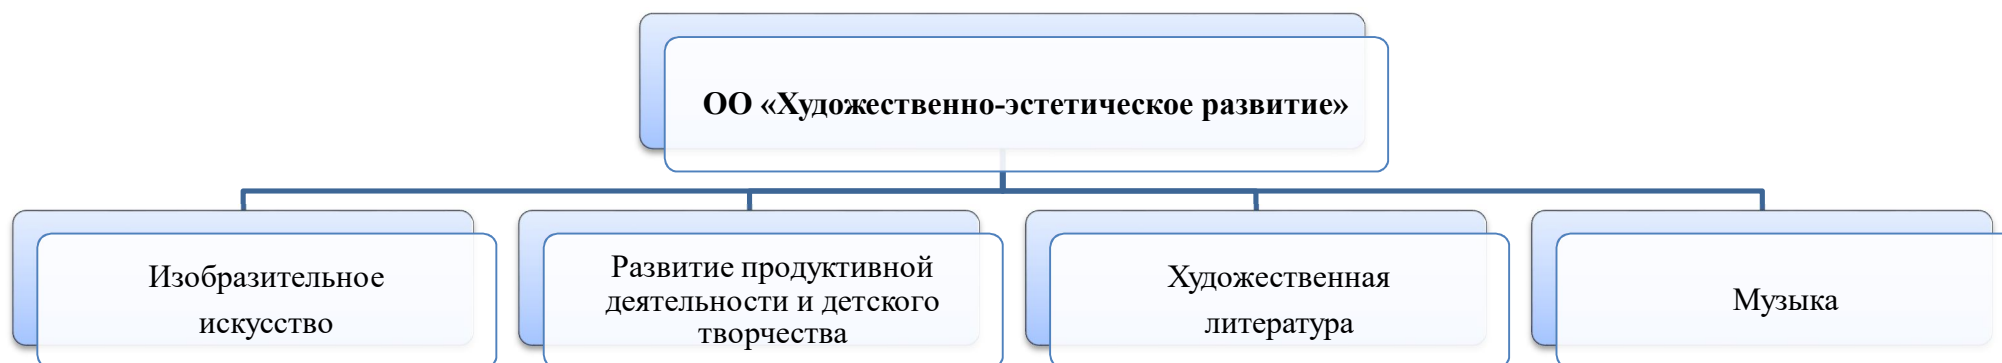 ОО «Художественно-эстетическое развитие»
Изобразительное
искусство
Развитие продуктивной
деятельности и детского
творчества
Художественная
литература
Музыка